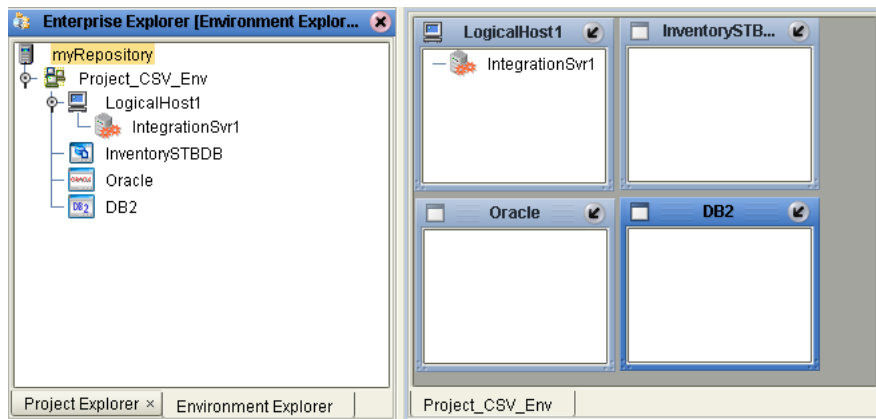 Enterprise Explorer [Environment Explor...
myRepository
Project_CSV_Env
LogicalHost1
IntegrationSvr1
InventorySTBDB
ORACLE Oracle
DB2 DB2
Project Explorer ×
Environment Explorer
LogicalHost1
IntegrationSvr1
InventorySTB...
Oracle
DB2
Project_CSV_Env